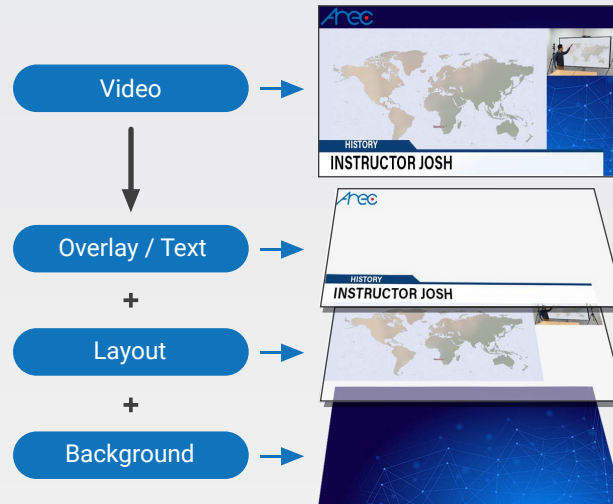 Video
Arec
HISTORY
INSTRUCTOR JOSH
Overlay / Text
Arec
HISTORY
INSTRUCTOR JOSH
+
Layout
+
Background